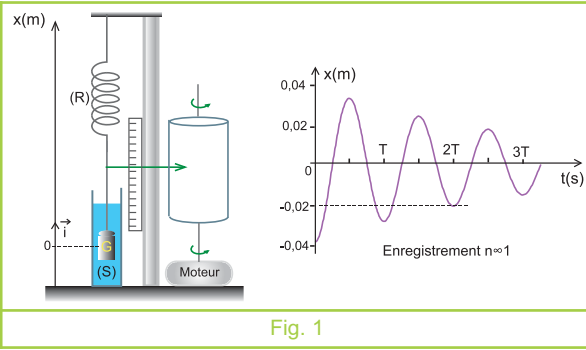 x(m)
(R)
i
0
G
(S)
Moteur
x(m)
0,04
0,02
0
-0,02
-0,04
T
2T
3T
t(s)
Enregistrement n∞1
Fig. 1